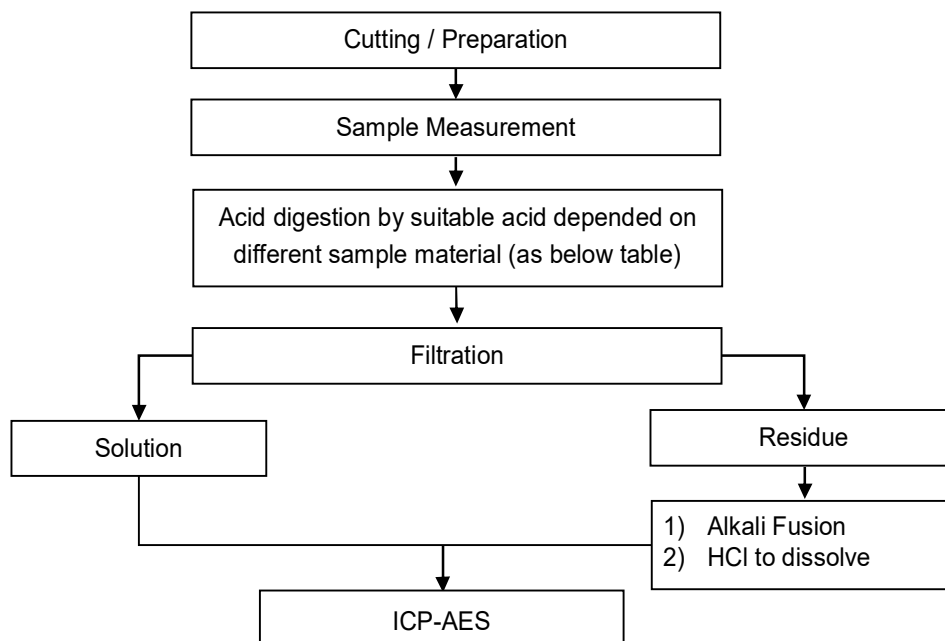 Cutting / Preparation
Sample Measurement
Acid digestion by suitable acid depended on
different sample material (as below table)
Filtration
Solution
Residue
1) Alkali Fusion
2) HCl to dissolve
ICP-AES